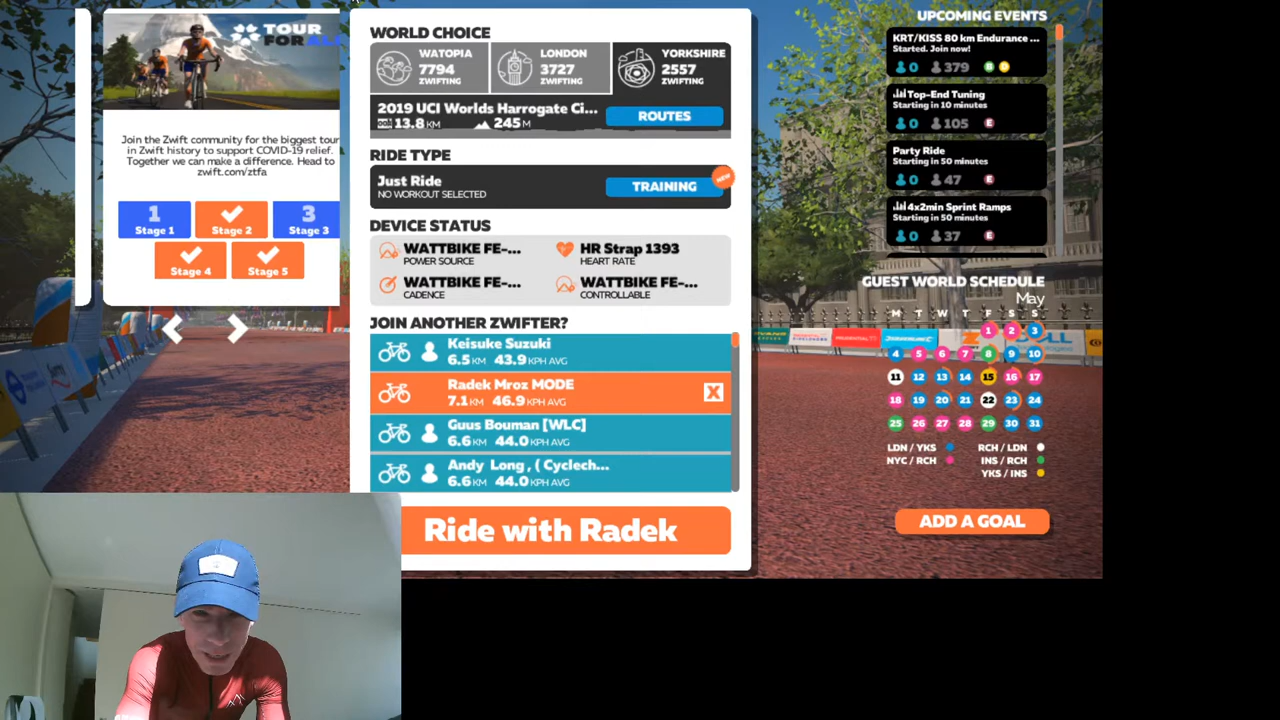 TOUR
FOR ALL
Join the Zwift community for the biggest tour
in Zwift history to support COVID-19 relief.
Together we can make a difference. Head to
zwift.com/ztfa
1
Stage 1
Stage 2
3
Stage 3
Stage 4
Stage 5
WORLD CHOICE
WATOPIA
7794
ZWIFTING
LONDON
3727
ZWIFTING
YORKSHIRE
2557
ZWIFTING
2019 UCI Worlds Harrogate Ci...
13.8 KM 245 M
ROUTES
RIDE TYPE
Just Ride
NO WORKOUT SELECTED
TRAINING
NEW
DEVICE STATUS
WATTBIKE FE-...
POWER SOURCE
HR Strap 1393
HEART RATE
WATTBIKE FE-...
CADENCE
WATTBIKE FE-...
CONTROLLABLE
JOIN ANOTHER ZWIFTER?
Keisuke Suzuki
6.5 KM 43.9 KPH AVG
Radek Mroz MODE
7.1 KM 46.9 KPH AVG
X
Guus Bouman [WLC]
6.6 KM 44.0 KPH AVG
Andy Long , ( Cyclech...
6.6 KM 44.0 KPH AVG
Ride with Radek
UPCOMING EVENTS
KRT/KISS 80 km Endurance ...
Started. Join now!
0 379 B D
Top-End Tuning
Starting in 10 minutes
0 105 E
Party Ride
Starting in 50 minutes
0 47 E
4x2min Sprint Ramps
Starting in 50 minutes
0 37 E
GUEST WORLD SCHEDULE
May
M T W T F S S
1 2 3
4 5 6 7 8 9 10
11 12 13 14 15 16 17
18 19 20 21 22 23 24
25 26 27 28 29 30 31
LDN / YKS RCH / LDN
NYC / RCH INS / RCH
YKS / INS
ADD A GOAL